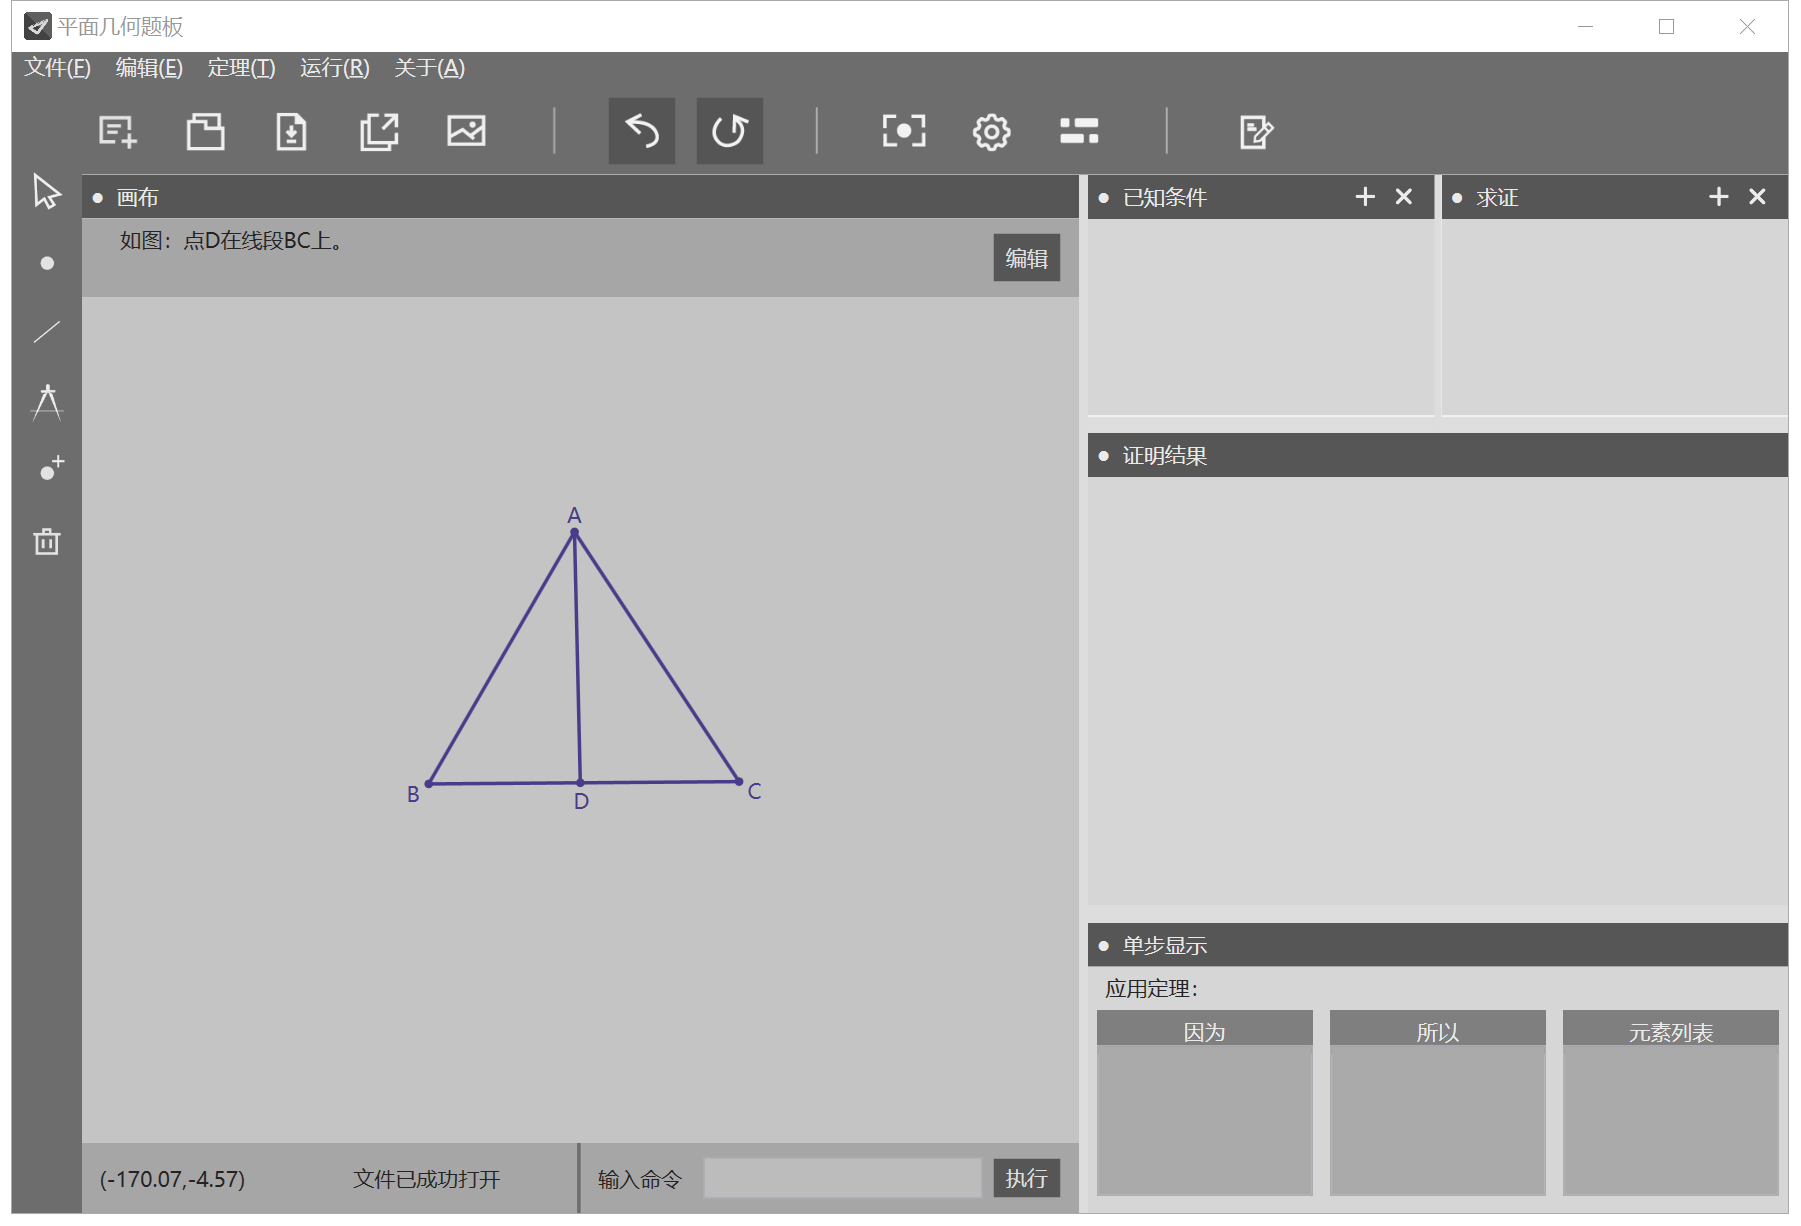 平面几何题板
文件(F) 编辑(E) 定理(T) 运行(R) 关于(A)
画布
如图：点D在线段BC上。
编辑
A
B
D
C
(-170.07,-4.57) 文件已成功打开 输入命令 执行
已知条件
求证
证明结果
单步显示
应用定理：
因为 所以 元素列表